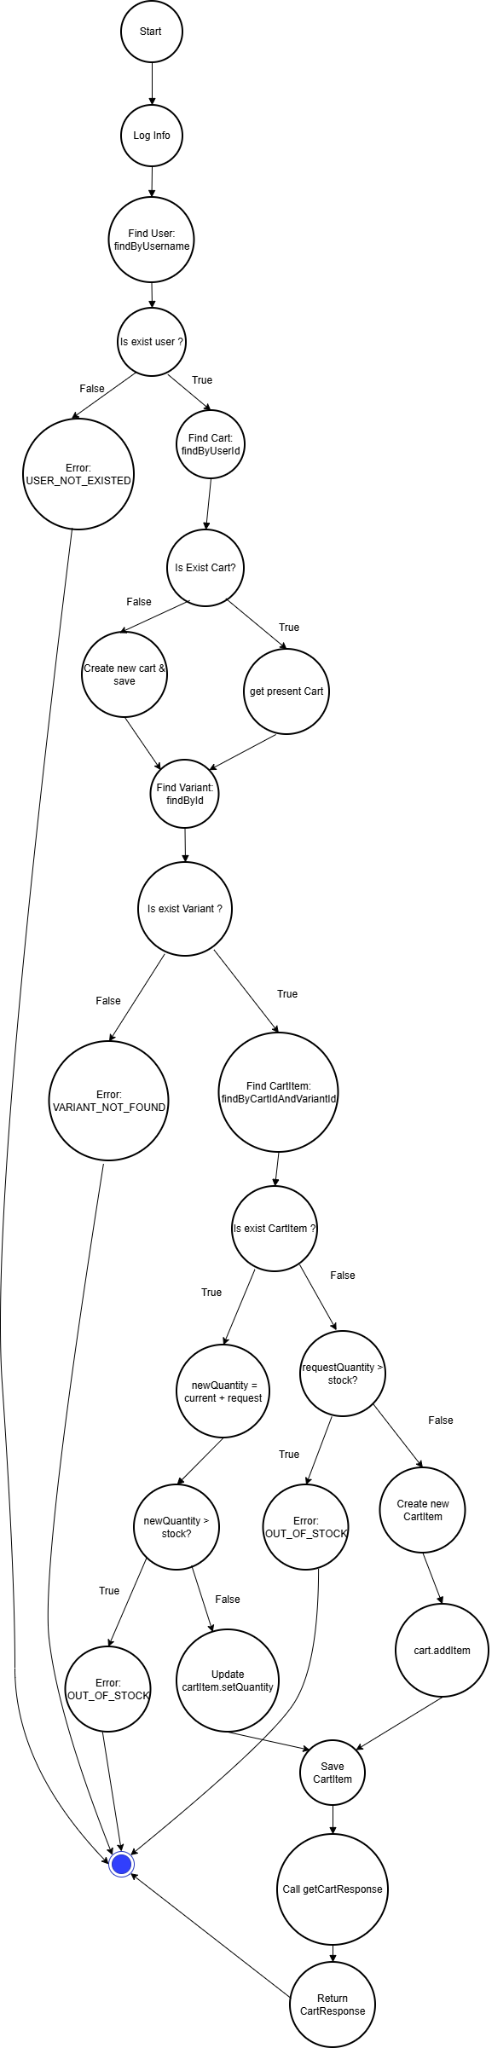 Start
Log Info
Find User:
findByUsername
Is exist user ?
False
True
Find Cart:
findByUserId
Error:
USER_NOT_EXISTED
Is Exist Cart?
False
True
Create new cart &
save
get present Cart
Find Variant:
findById
Is exist Variant ?
False
True
Find CartItem:
findByCartIdAndVariantId
Error:
VARIANT_NOT_FOUND
Is exist CartItem ?
True
False
requestQuantity >
stock?
newQuantity =
current + request
True
False
Create new
CartItem
newQuantity >
stock?
Error:
OUT_OF_STOCK
True
False
cart.addItem
Update
cartItem.setQuantity
Error:
OUT_OF_STOCK
Save
CartItem
Call getCartResponse
Return
CartResponse